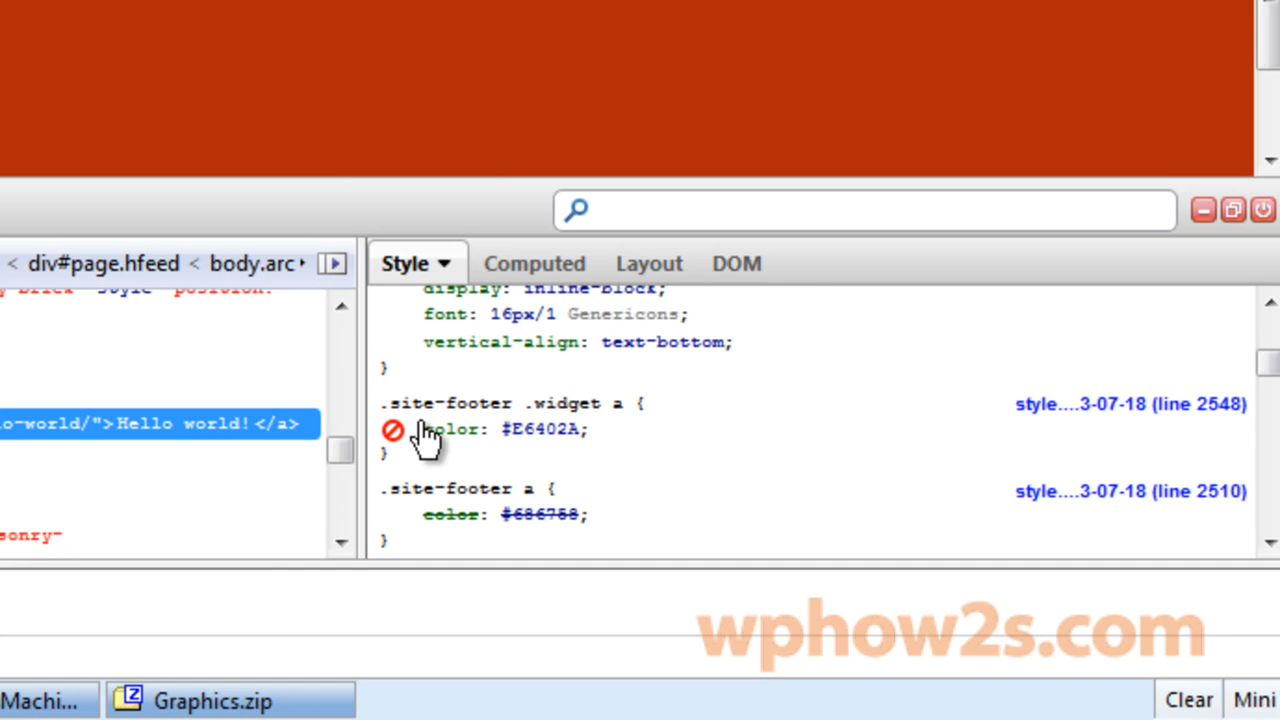 < div#page.hfeed < body.arc
Style Computed Layout DOM
display: inline-block;
font: 16px/1 Genericons;
vertical-align: text-bottom;
}
.site-footer .widget a {
style....3-07-18 (line 2548)
o-world/">Hello world!</a>
color: #E6402A;
}
.site-footer a {
style....3-07-18 (line 2510)
color: #686758;
}
sonry-
wphow2s.com
Machi... Graphics.zip Clear Mini